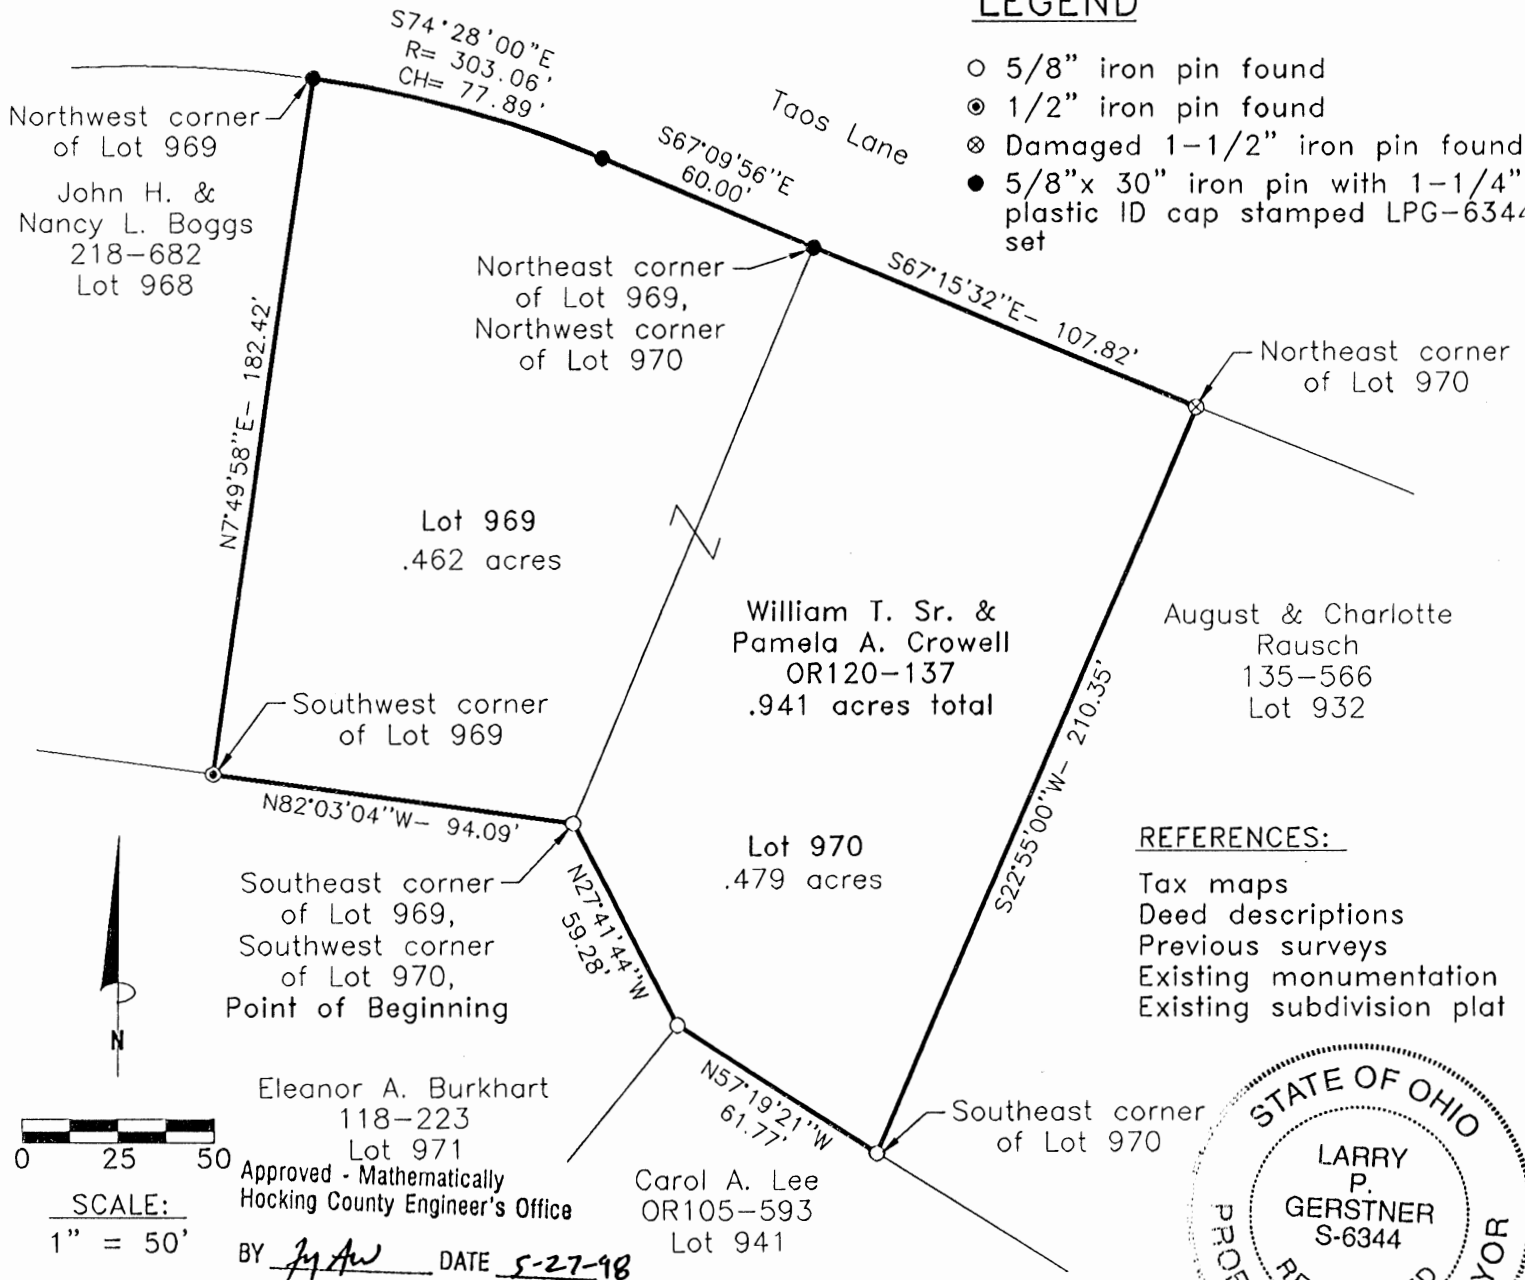 LEGEND
○ 5/8" iron pin found
⊙ 1/2" iron pin found
⊗ Damaged 1-1/2" iron pin found
● 5/8"x 30" iron pin with 1-1/4"
plastic ID cap stamped LPG-6344
set
S74°28'00"E
R= 303.06'
CH= 77.89'
Taos Lane
S67°09'56"E
60.00'
S67°15'32"E- 107.82'
Northwest corner
of Lot 969
John H. &
Nancy L. Boggs
218-682
Lot 968
N7°49'58"E- 182.42'
Northeast corner
of Lot 969,
Northwest corner
of Lot 970
Northeast corner
of Lot 970
Lot 969
.462 acres
William T. Sr. &
Pamela A. Crowell
OR120-137
.941 acres total
August & Charlotte
Rausch
135-566
Lot 932
S22°55'00"W- 210.35'
Southwest corner
of Lot 969
N82°03'04"W- 94.09'
Lot 970
.479 acres
Southeast corner
of Lot 969,
Southwest corner
of Lot 970,
Point of Beginning
N27°41'44"W
59.28'
REFERENCES:
Tax maps
Deed descriptions
Previous surveys
Existing monumentation
Existing subdivision plat
N
N57°19'21"W
61.77'
Southeast corner
of Lot 970
Eleanor A. Burkhart
118-223
Lot 971
Carol A. Lee
OR105-593
Lot 941
0 25 50
SCALE:
1" = 50'
Approved - Mathematically
Hocking County Engineer's Office
BY DATE 5-27-98
STATE OF OHIO
LARRY
P.
GERSTNER
S-6344